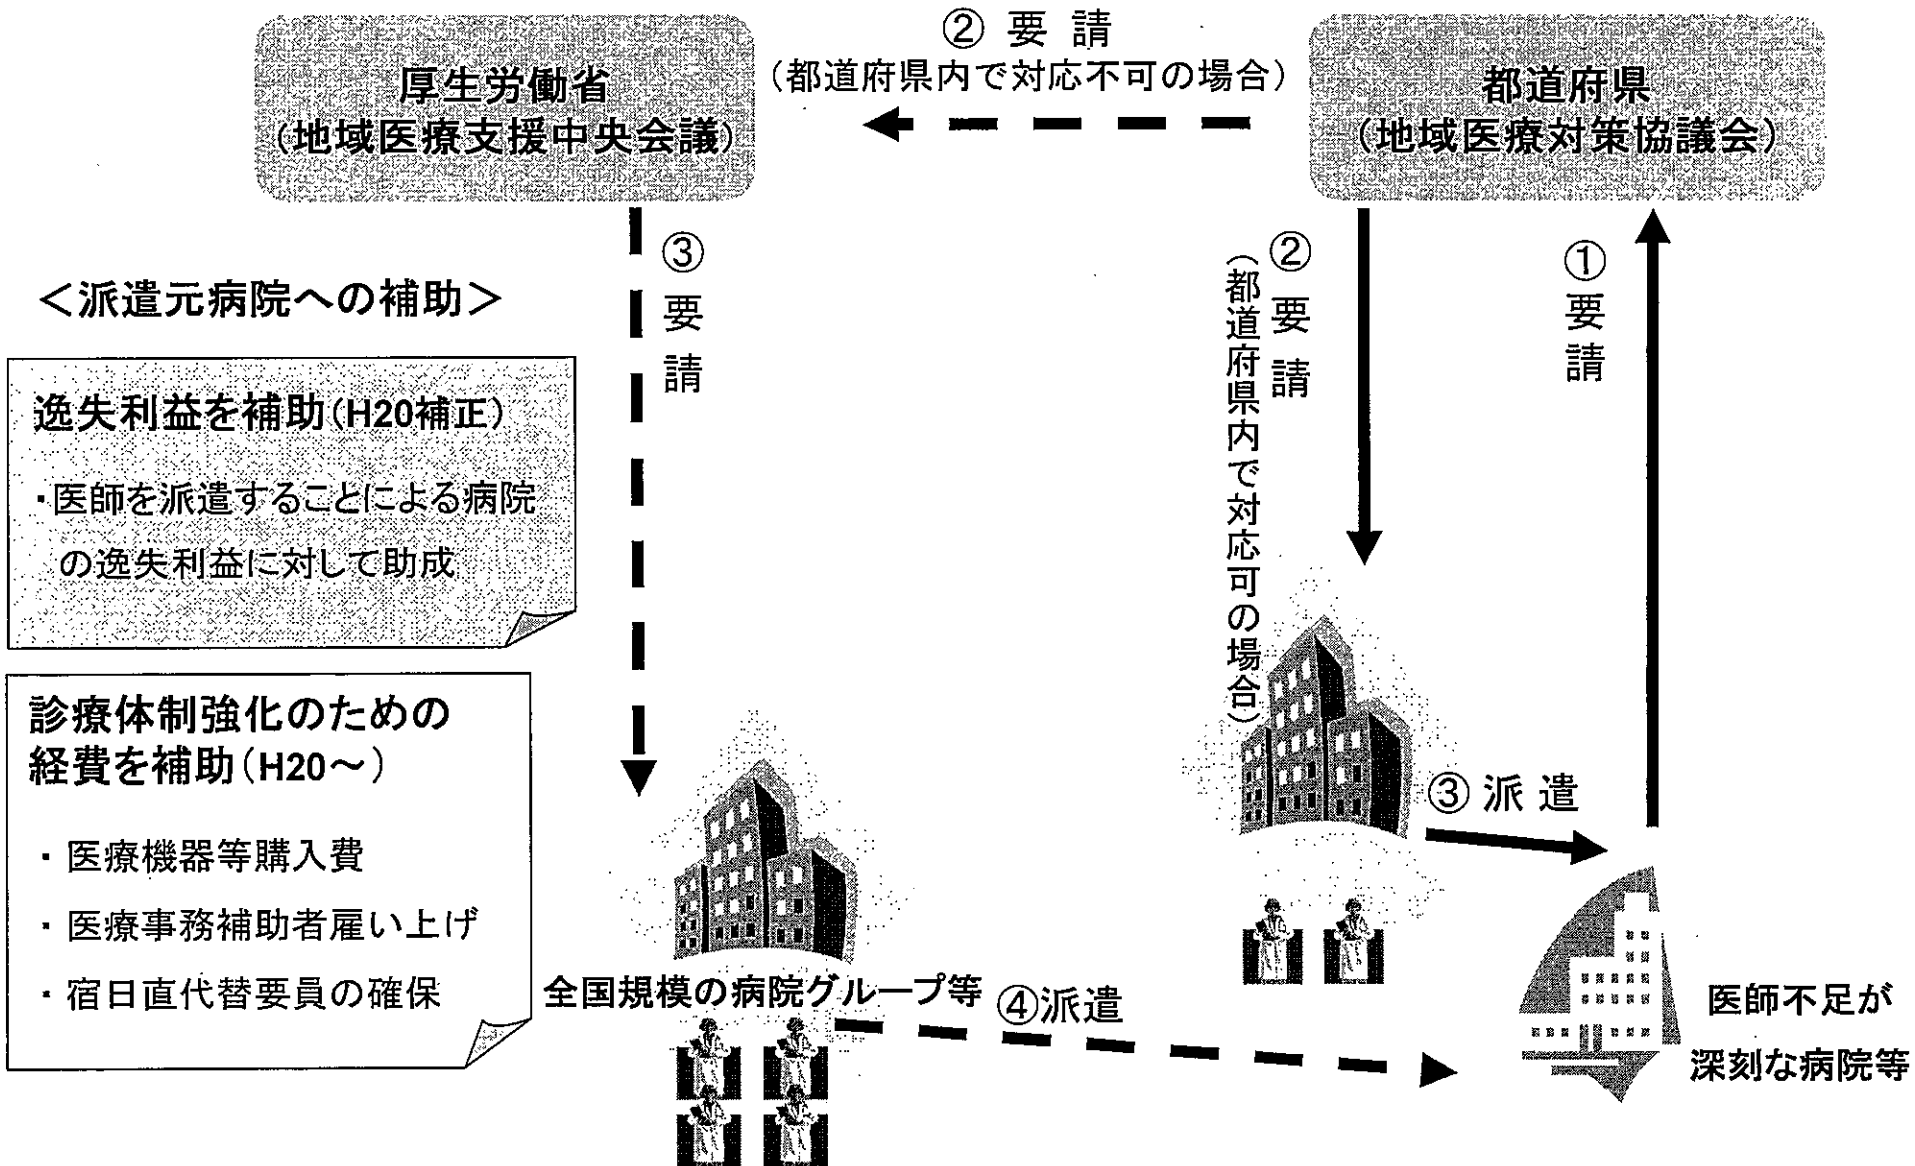 ② 要 請
(都道府県内で対応不可の場合)
厚生労働省
(地域医療支援中央会議)
都道府県
(地域医療対策協議会)
③要請
②要請
(都道府県内で対応可の場合)
①要請
<派遣元病院への補助>
逸失利益を補助(H20補正)
・医師を派遣することによる病院
の逸失利益に対して助成
診療体制強化のための
経費を補助(H20~)
・医療機器等購入費
・医療事務補助者雇い上げ
・宿日直代替要員の確保
③ 派 遣
全国規模の病院グループ等
④派遣
医師不足が
深刻な病院等